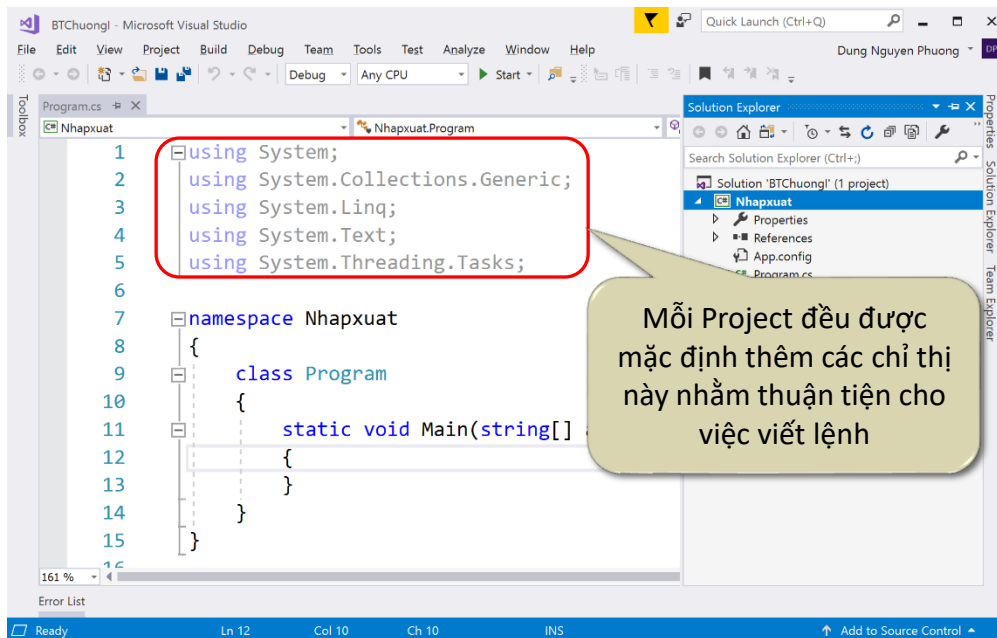 BTChuongI - Microsoft Visual Studio
Quick Launch (Ctrl+Q)
File Edit View Project Build Debug Team Tools Test Analyze Window Help
Dung Nguyen Phuong
DP
Debug Any CPU Start
Toolbox
Program.cs
Nhapxuat
Nhapxuat.Program
1 using System;
2 using System.Collections.Generic;
3 using System.Linq;
4 using System.Text;
5 using System.Threading.Tasks;
6
7 namespace Nhapxuat
8 {
9 class Program
10 {
11 static void Main(string[]
12 {
13 }
14 }
15 }
16
161 %
Solution Explorer
Search Solution Explorer (Ctrl+;)
Solution 'BTChuongI' (1 project)
C# Nhapxuat
Properties
References
App.config
C# Program.cs
Properties
Solution Explorer
Team Explorer
Mỗi Project đều được
mặc định thêm các chỉ thị
này nhằm thuận tiện cho
việc viết lệnh
Error List
Ready Ln 12 Col 10 Ch 10 INS Add to Source Control